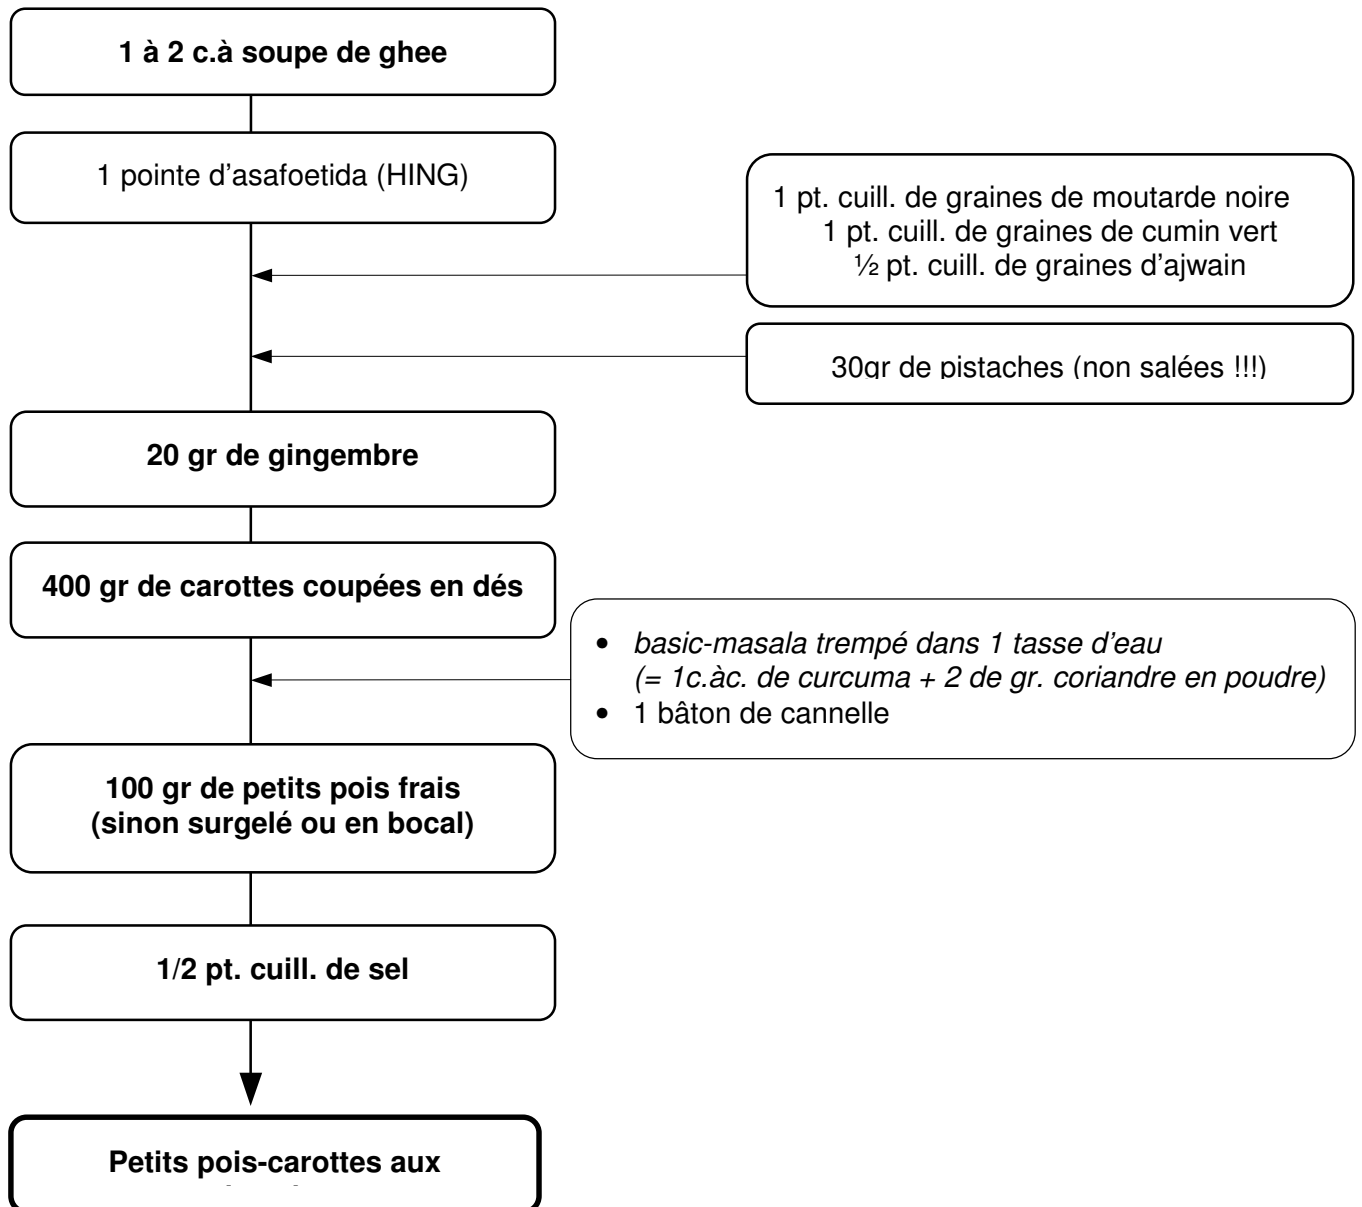 1 à 2 c.à soupe de ghee
1 pointe d'asafoetida (HING)
1 pt. cuill. de graines de moutarde noire
1 pt. cuill. de graines de cumin vert
½ pt. cuill. de graines d'ajwain
30gr de pistaches (non salées !!!)
20 gr de gingembre
400 gr de carottes coupées en dés
• basic-masala trempé dans 1 tasse d'eau
(= 1c.àc. de curcuma + 2 de gr. coriandre en poudre)
• 1 bâton de cannelle
100 gr de petits pois frais
(sinon surgelé ou en bocal)
1/2 pt. cuill. de sel
Petits pois-carottes aux